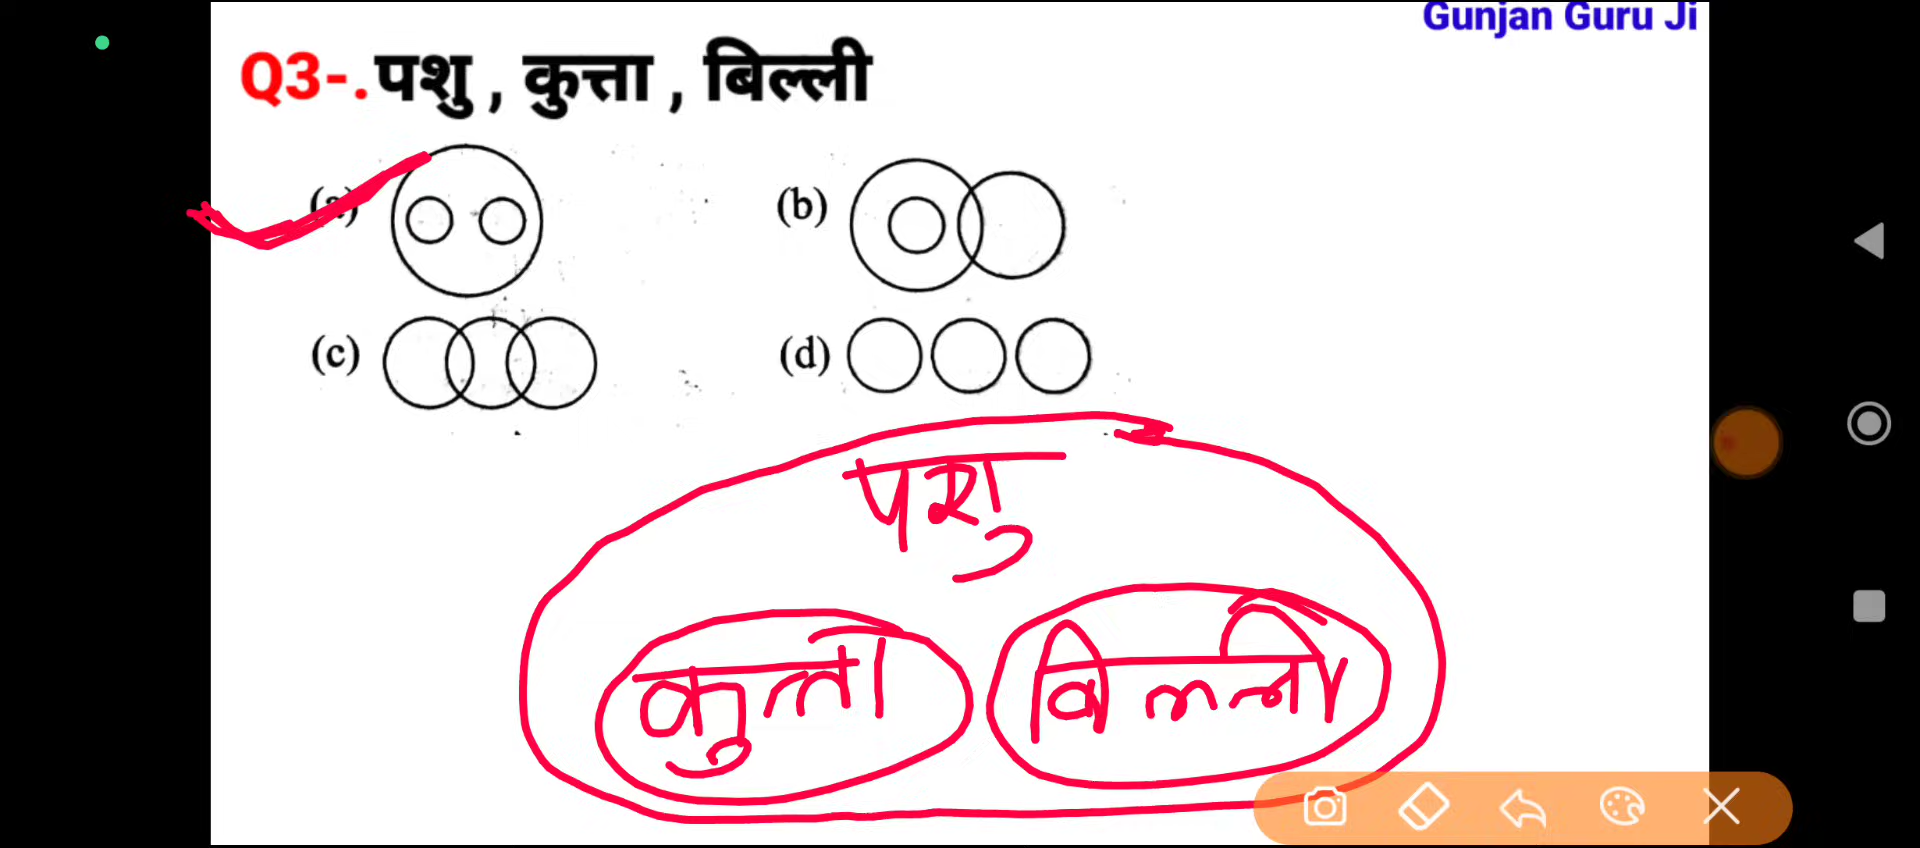 Gunjan Guru Ji
Q3-.पशु , कुत्ता , बिल्ली
(a)
(b)
(c)
(d)
पशु
कुत्ता
बिल्ली